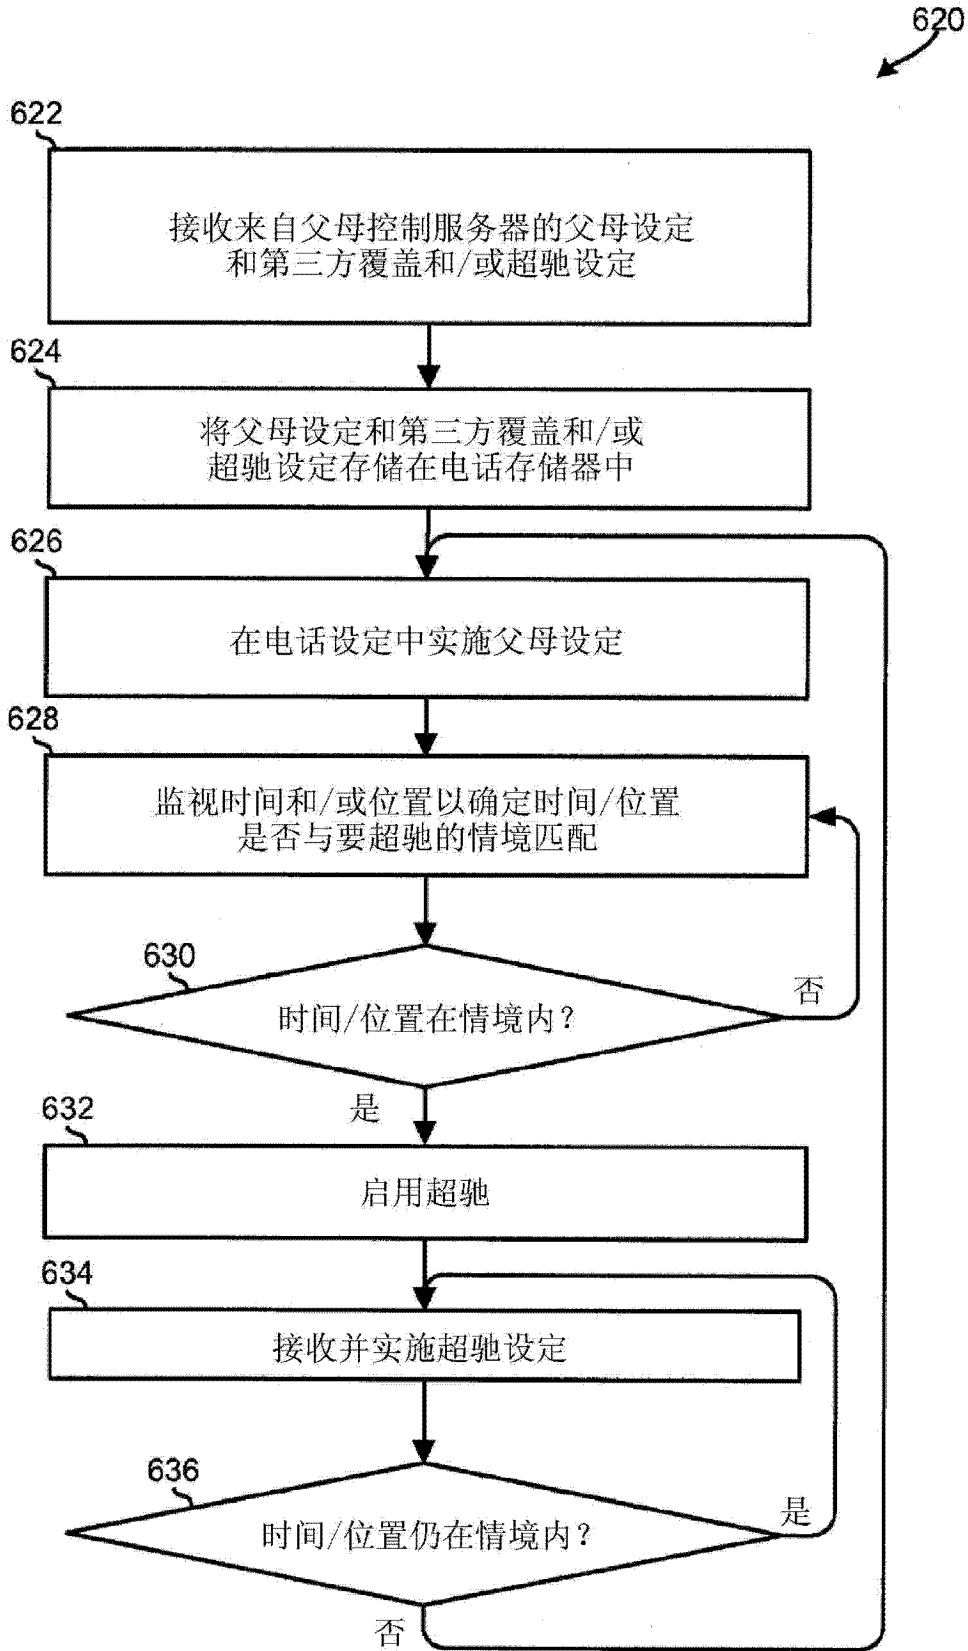 620
622
接收来自父母控制服务器的父母设定
和第三方覆盖和/或超驰设定
624
将父母设定和第三方覆盖和/或
超驰设定存储在电话存储器中
626
在电话设定中实施父母设定
628
监视时间和/或位置以确定时间/位置
是否与要超驰的情境匹配
630
时间/位置在情境内？
否
是
632
启用超驰
634
接收并实施超驰设定
636
时间/位置仍在情境内？
是
否